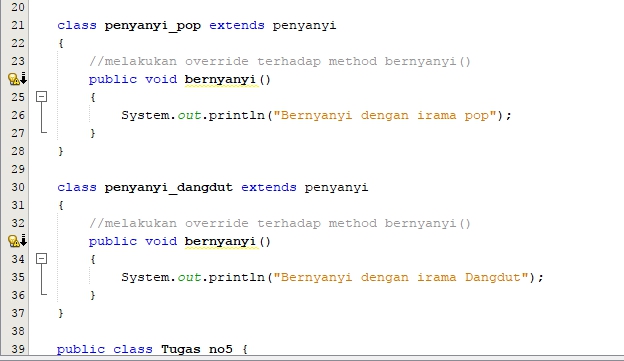 20
21 class penyanyi_pop extends penyanyi
22 {
23 //melakukan override terhadap method bernyanyi()
public void bernyanyi()
25 {
26 System.out.println("Bernyanyi dengan irama pop");
27 }
28 }
29
30 class penyanyi_dangdut extends penyanyi
31 {
32 //melakukan override terhadap method bernyanyi()
public void bernyanyi()
34 {
35 System.out.println("Bernyanyi dengan irama Dangdut");
36 }
37 }
38
39 public class Tugas no5 {